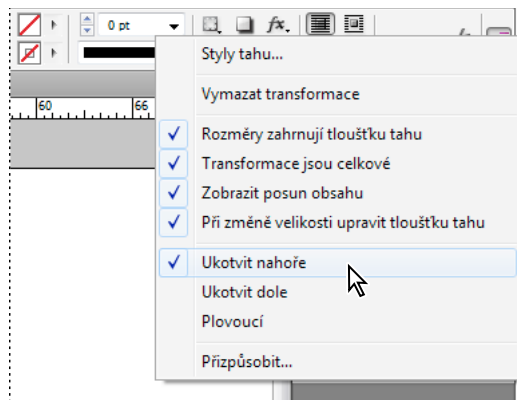 0 pt
Styly tahu...
Vymazat transformace
60 66
Rozměry zahrnují tloušťku tahu
Transformace jsou celkové
Zobrazit posun obsahu
Při změně velikosti upravit tloušťku tahu
Ukotvit nahoře
Ukotvit dole
Plovoucí
Přizpůsobit...